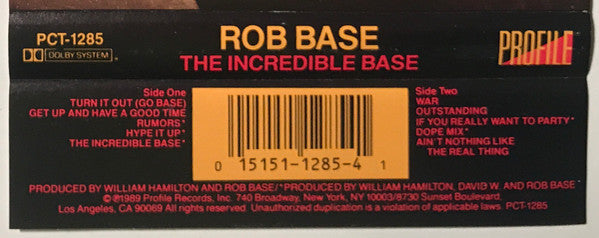 PCT-1285
DOLBY SYSTEM
ROB BASE
THE INCREDIBLE BASE
PROFILE
Side One
TURN IT OUT (GO BASE)
GET UP AND HAVE A GOOD TIME
RUMORS*
HYPE IT UP*
THE INCREDIBLE BASE*
0 15151-1285-4 1
Side Two
WAR
OUTSTANDING
IF YOU REALLY WANT TO PARTY*
DOPE MIX*
AIN'T NOTHING LIKE
THE REAL THING
PRODUCED BY WILLIAM HAMILTON AND ROB BASE/*PRODUCED BY WILLIAM HAMILTON, DAVID W. AND ROB BASE
©℗1989 Profile Records, Inc. 740 Broadway, New York, NY 10003/8730 Sunset Boulevard,
Los Angeles, CA 90069 All rights reserved. Unauthorized duplication is a violation of applicable laws. PCT-1285